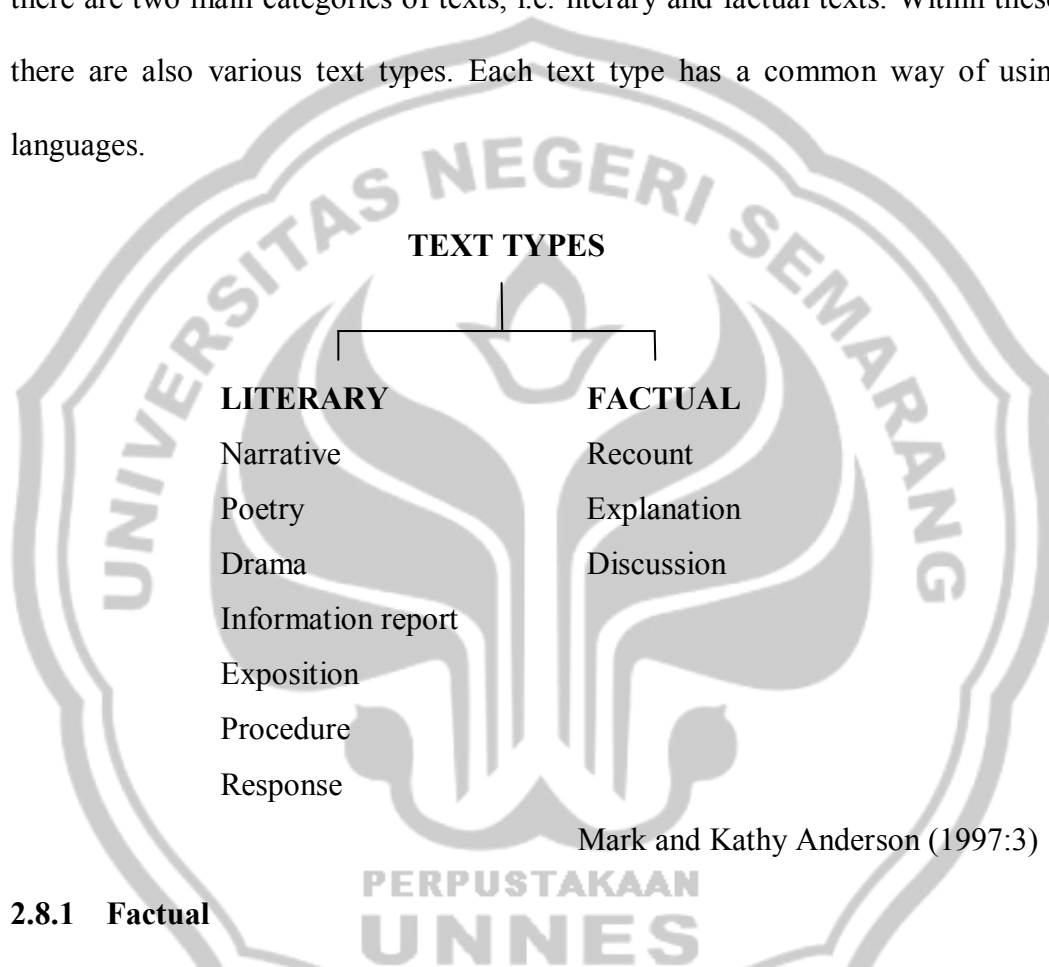 there are two main categories of texts, i.e. literary and factual texts. Within these
there are also various text types. Each text type has a common way of usin
languages.
UNIVERSITAS NEGERI SEMARANG
TEXT TYPES
LITERARY FACTUAL
Narrative Recount
Poetry Explanation
Drama Discussion
Information report
Exposition
Procedure
Response
Mark and Kathy Anderson (1997:3)
PERPUSTAKAAN
2.8.1 Factual
UNNES